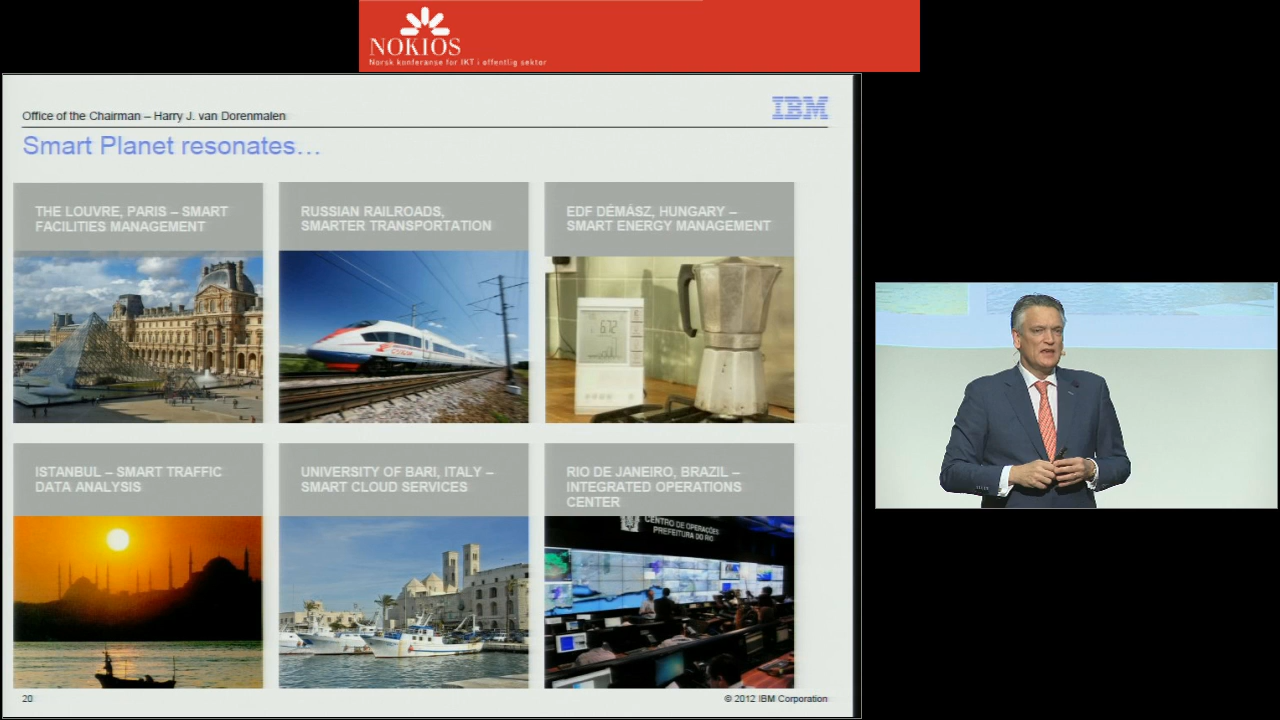 NOKIOS
Norsk konferanse for IKT i offentlig sektor
Office of the Chairman – Harry J. van Dorenmalen
IBM
Smart Planet resonates…
THE LOUVRE, PARIS – SMART
FACILITIES MANAGEMENT
RUSSIAN RAILROADS,
SMARTER TRANSPORTATION
EDF DÉMÁSZ, HUNGARY –
SMART ENERGY MANAGEMENT
ISTANBUL – SMART TRAFFIC
DATA ANALYSIS
UNIVERSITY OF BARI, ITALY –
SMART CLOUD SERVICES
RIO DE JANEIRO, BRAZIL –
INTEGRATED OPERATIONS
CENTER
CENTRO DE OPERAÇÕES
PREFEITURA DO RIO
20
© 2012 IBM Corporation